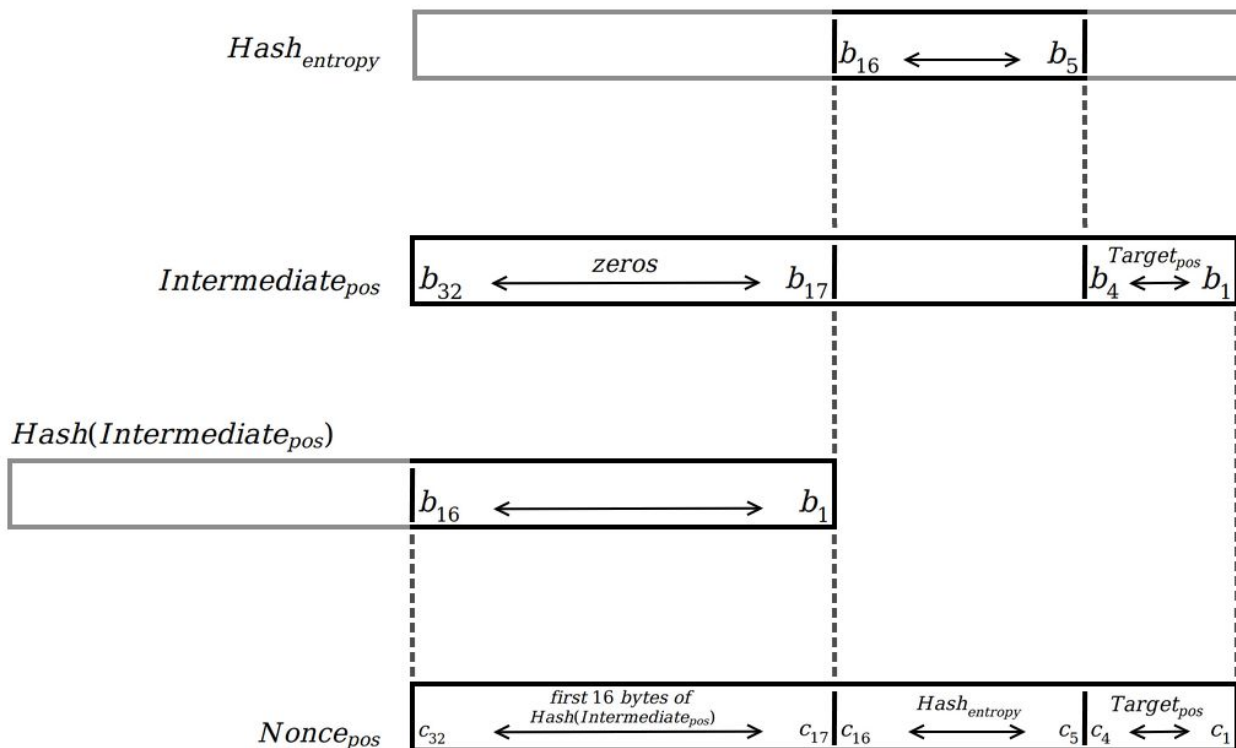 Hash_entropy b_16 b_5
zeros Target_pos
Intermediate_pos b_32 b_17 b_4 b_1
Hash(Intermediate_pos)
b_16 b_1
first 16 bytes of
Hash(Intermediate_pos) Hash_entropy Target_pos
Nonce_pos c_32 c_17 c_16 c_5 c_4 c_1